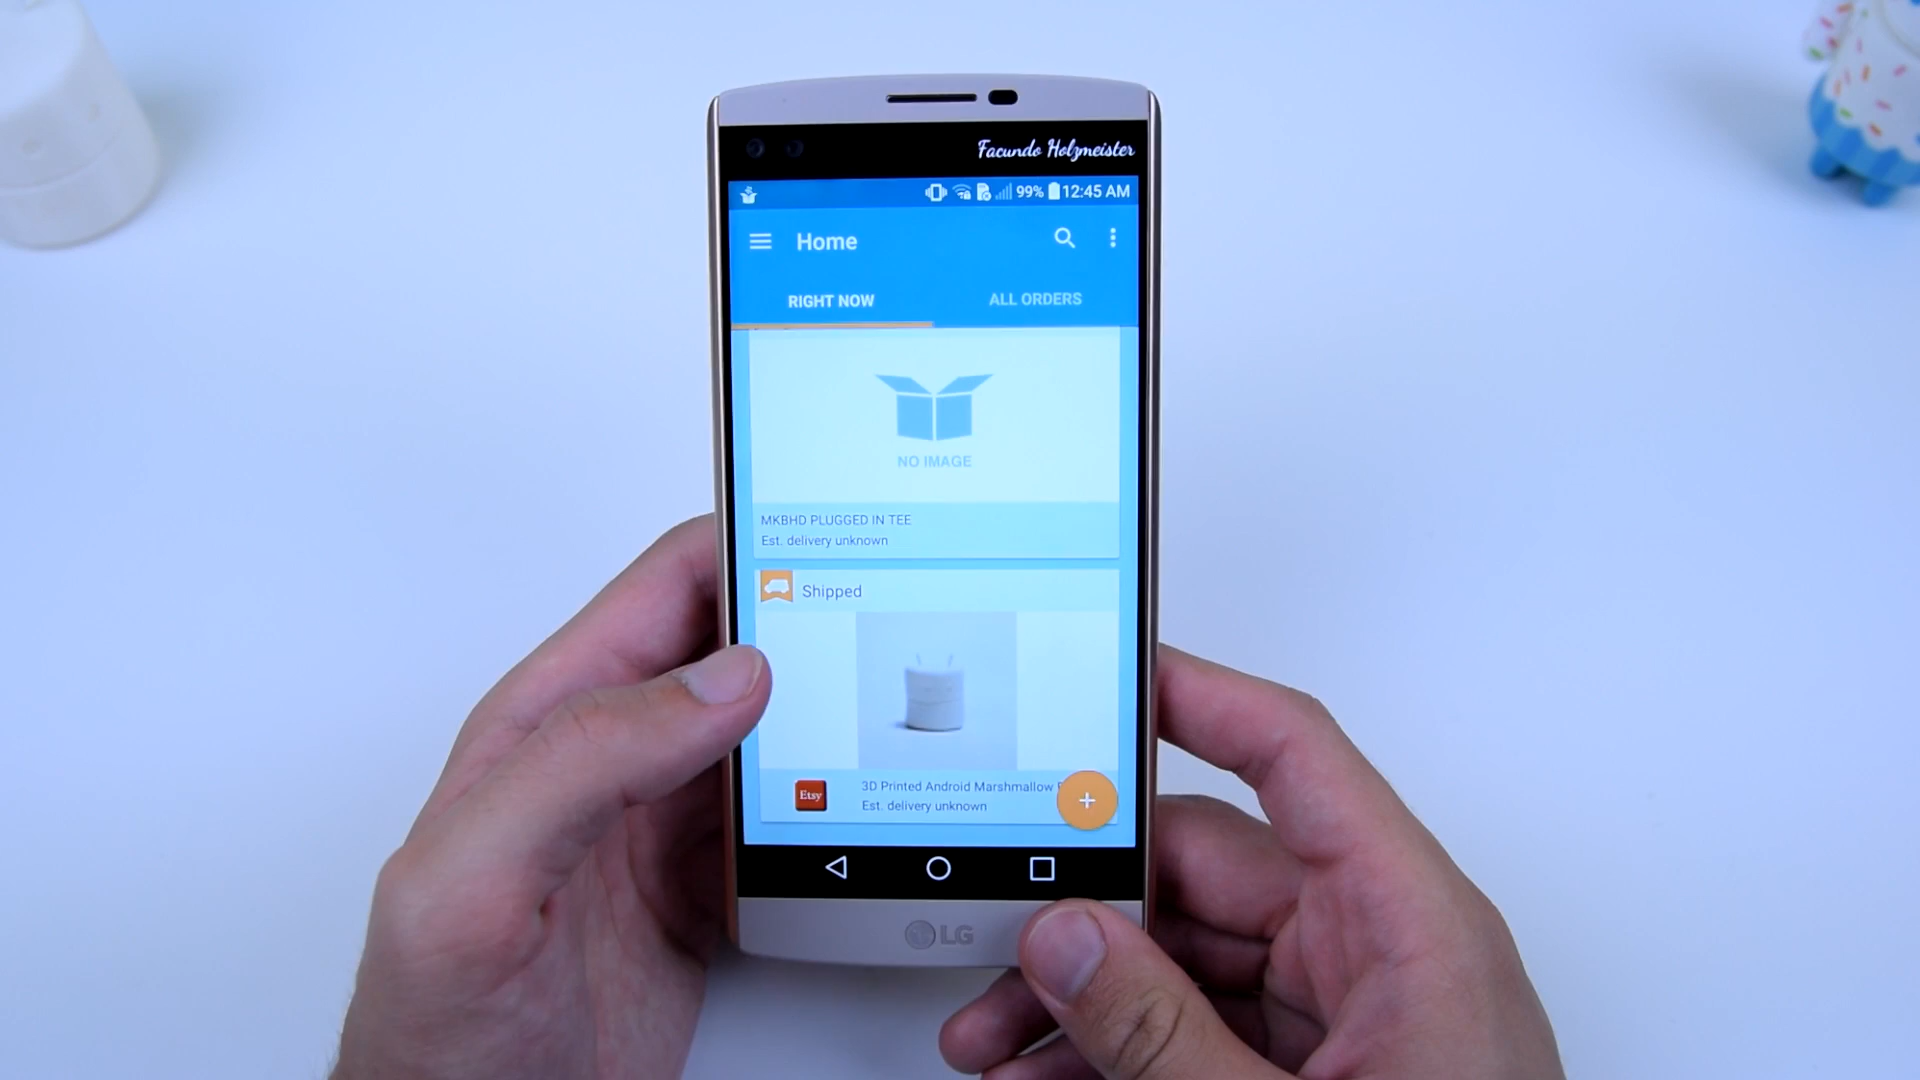 Facundo Holzmeister
99% 12:45 AM
Home
RIGHT NOW
ALL ORDERS
NO IMAGE
MKBHD PLUGGED IN TEE
Est. delivery unknown
Shipped
Etsy
3D Printed Android Marshmallow
Est. delivery unknown
LG